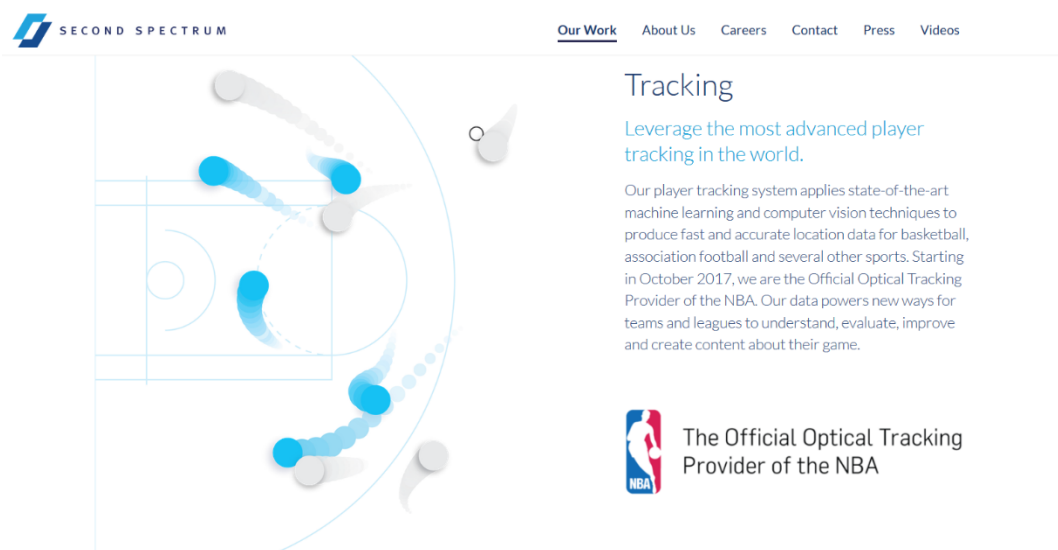 SECOND SPECTRUM
Our Work About Us Careers Contact Press Videos
Tracking
Leverage the most advanced player
tracking in the world.
Our player tracking system applies state-of-the-art
machine learning and computer vision techniques to
produce fast and accurate location data for basketball,
association football and several other sports. Starting
in October 2017, we are the Official Optical Tracking
Provider of the NBA. Our data powers new ways for
teams and leagues to understand, evaluate, improve
and create content about their game.
NBA
The Official Optical Tracking
Provider of the NBA